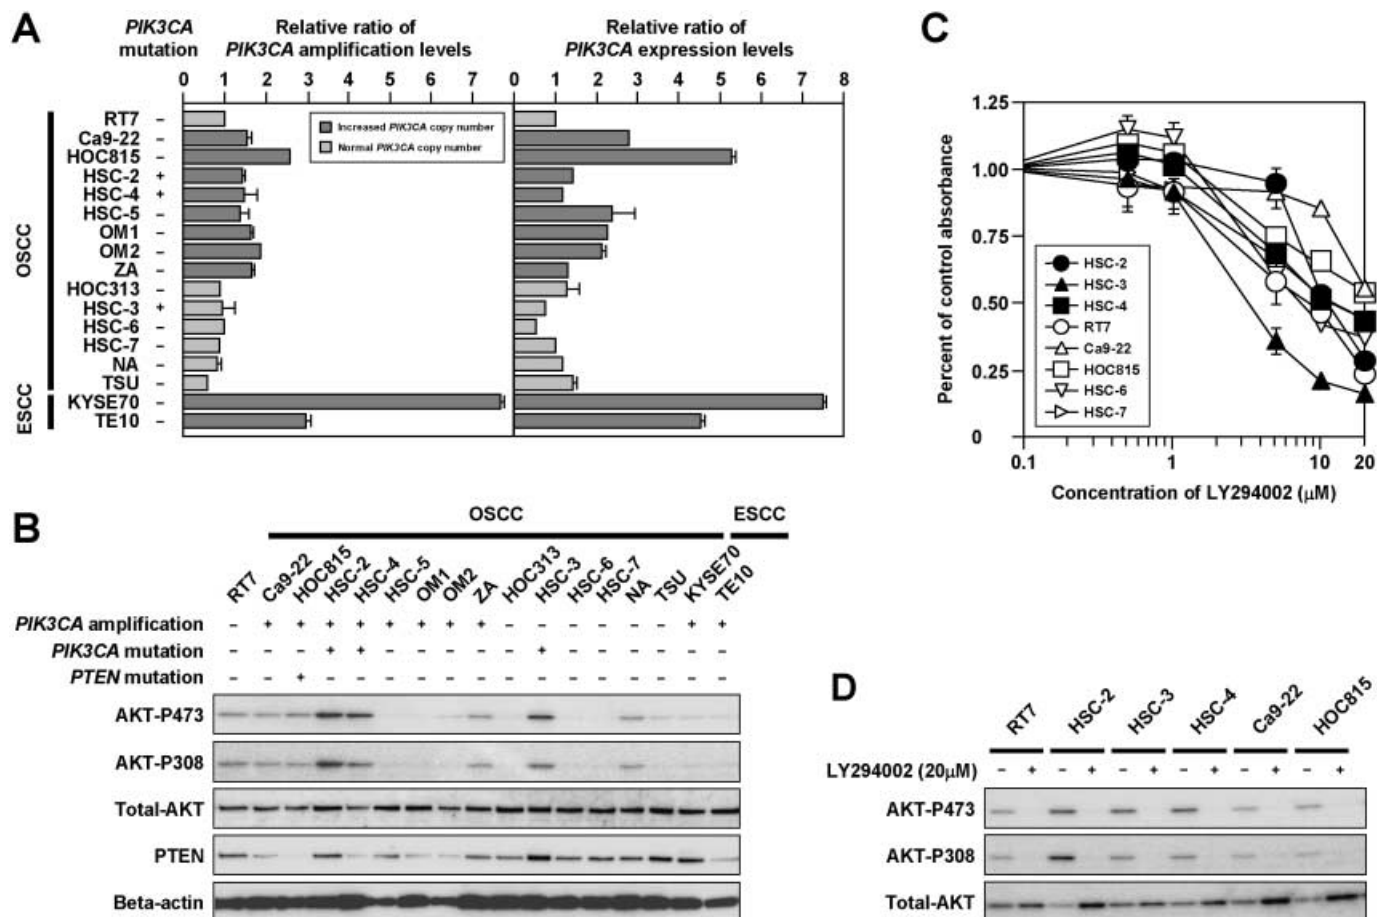 A
PIK3CA mutation
Relative ratio of PIK3CA amplification levels
Relative ratio of PIK3CA expression levels
0 1 2 3 4 5 6 7 0 1 2 3 4 5 6 7 8
OSCC
RT7 –
Ca9-22 –
HOC815 –
HSC-2 +
HSC-4 +
HSC-5 –
OM1 –
OM2 –
ZA –
HOC313 –
HSC-3 +
HSC-6 –
HSC-7 –
NA –
TSU –
ESCC
KYSE70 –
TE10 –
Increased PIK3CA copy number
Normal PIK3CA copy number
C
Percent of control absorbance
1.25
1.00
0.75
0.50
0.25
0
HSC-2
HSC-3
HSC-4
RT7
Ca9-22
HOC815
HSC-6
HSC-7
0.1 1 10 20
Concentration of LY294002 (μM)
B
OSCC ESCC
RT7 Ca9-22 HOC815 HSC-2 HSC-4 HSC-5 OM1 OM2 ZA HOC313 HSC-3 HSC-6 HSC-7 NA TSU KYSE70 TE10
PIK3CA amplification – + + + + + + + + – – – – – – + +
PIK3CA mutation – – – + + – – – – – + – – – – – –
PTEN mutation – – + – – – – – – – – – – – – – –
AKT-P473
AKT-P308
Total-AKT
PTEN
Beta-actin
D
RT7 HSC-2 HSC-3 HSC-4 Ca9-22 HOC815
LY294002 (20μM) – + – + – + – + – + – +
AKT-P473
AKT-P308
Total-AKT